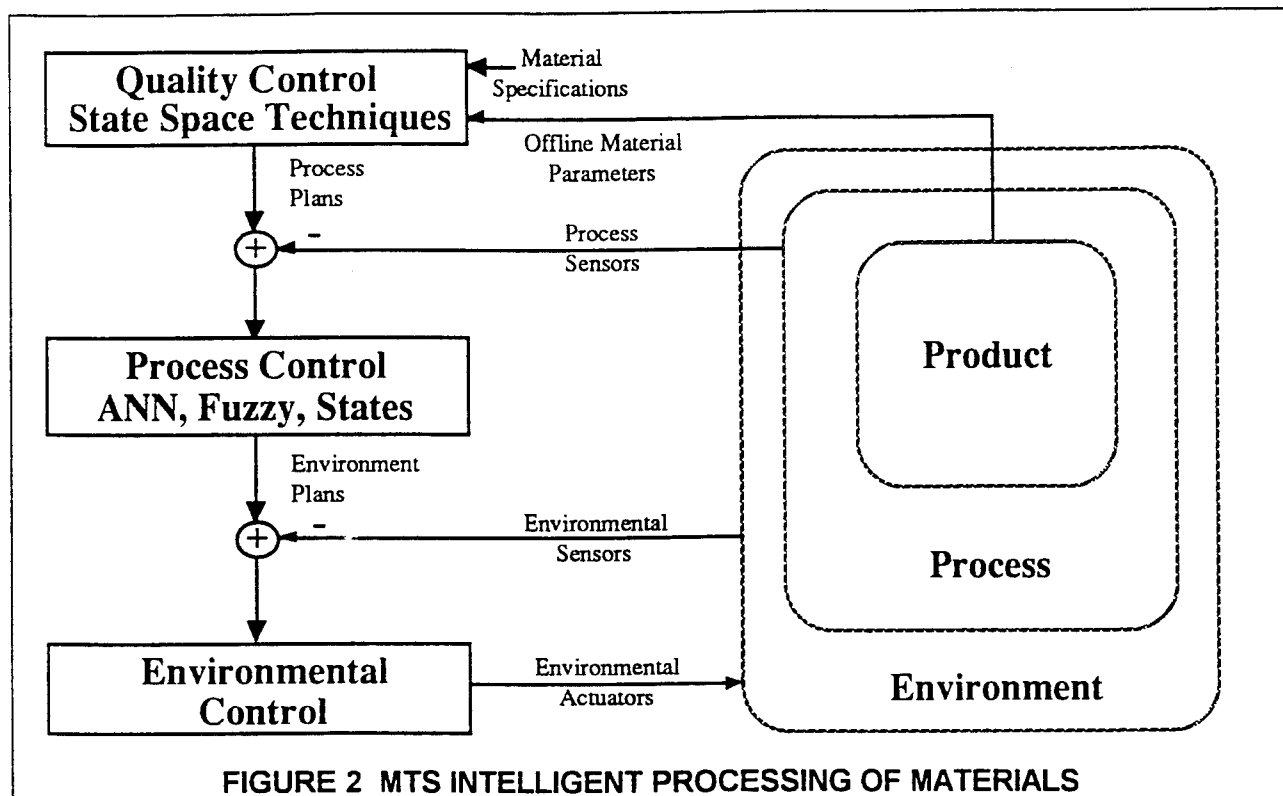 Quality Control
State Space Techniques
Material
Specifications
Offline Material
Parameters
Process
Plans
+
-
Process
Sensors
Process Control
ANN, Fuzzy, States
Environment
Plans
+
-
Environmental
Sensors
Environmental
Control
Environmental
Actuators
Product
Process
Environment
FIGURE 2 MTS INTELLIGENT PROCESSING OF MATERIALS